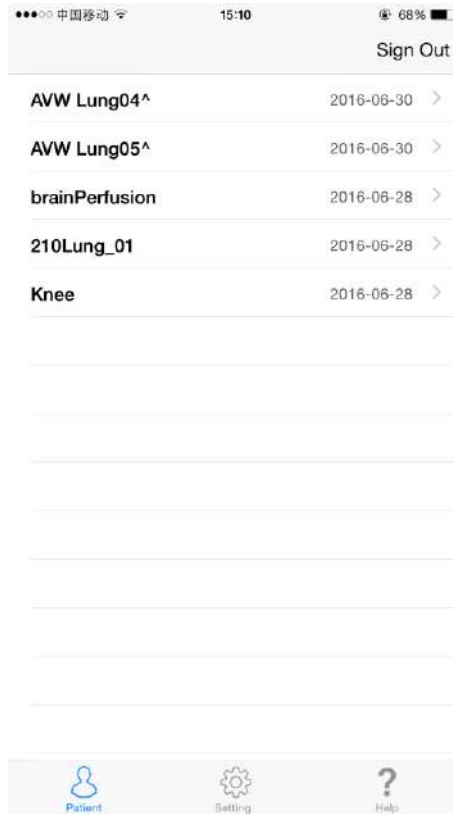 中国移动 15:10 68%
Sign Out
AVW Lung04^ 2016-06-30
AVW Lung05^ 2016-06-30
brainPerfusion 2016-06-28
210Lung_01 2016-06-28
Knee 2016-06-28
Patient Setting Help